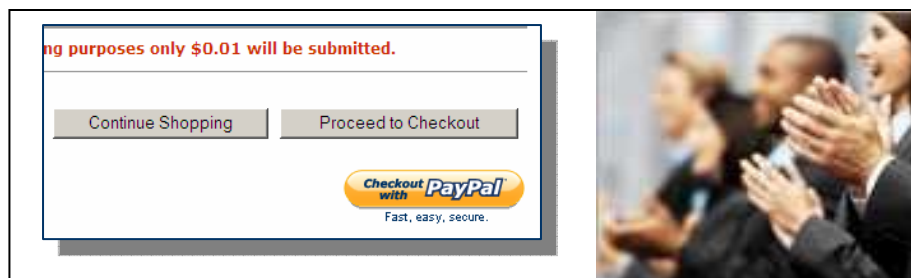 ng purposes only $0.01 will be submitted.
Continue Shopping Proceed to Checkout
Checkout
with PayPal
Fast, easy, secure.